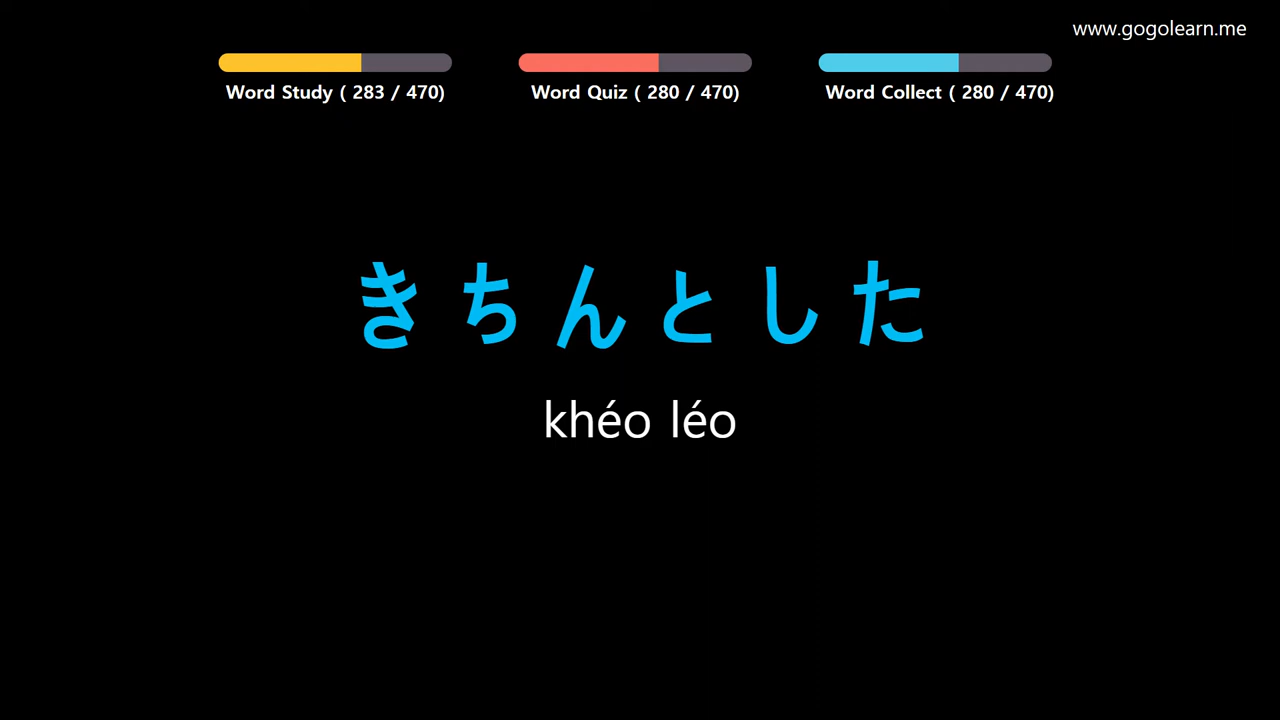 www.gogolearn.me
Word Study ( 283 / 470)
Word Quiz ( 280 / 470)
Word Collect ( 280 / 470)
きちんとした
khéo léo